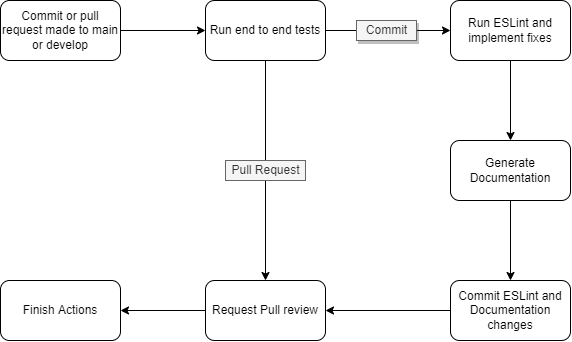 Commit or pull
request made to main
or develop
Run end to end tests
Commit
Run ESLint and
implement fixes
Pull Request
Generate
Documentation
Finish Actions
Request Pull review
Commit ESLint and
Documentation
changes